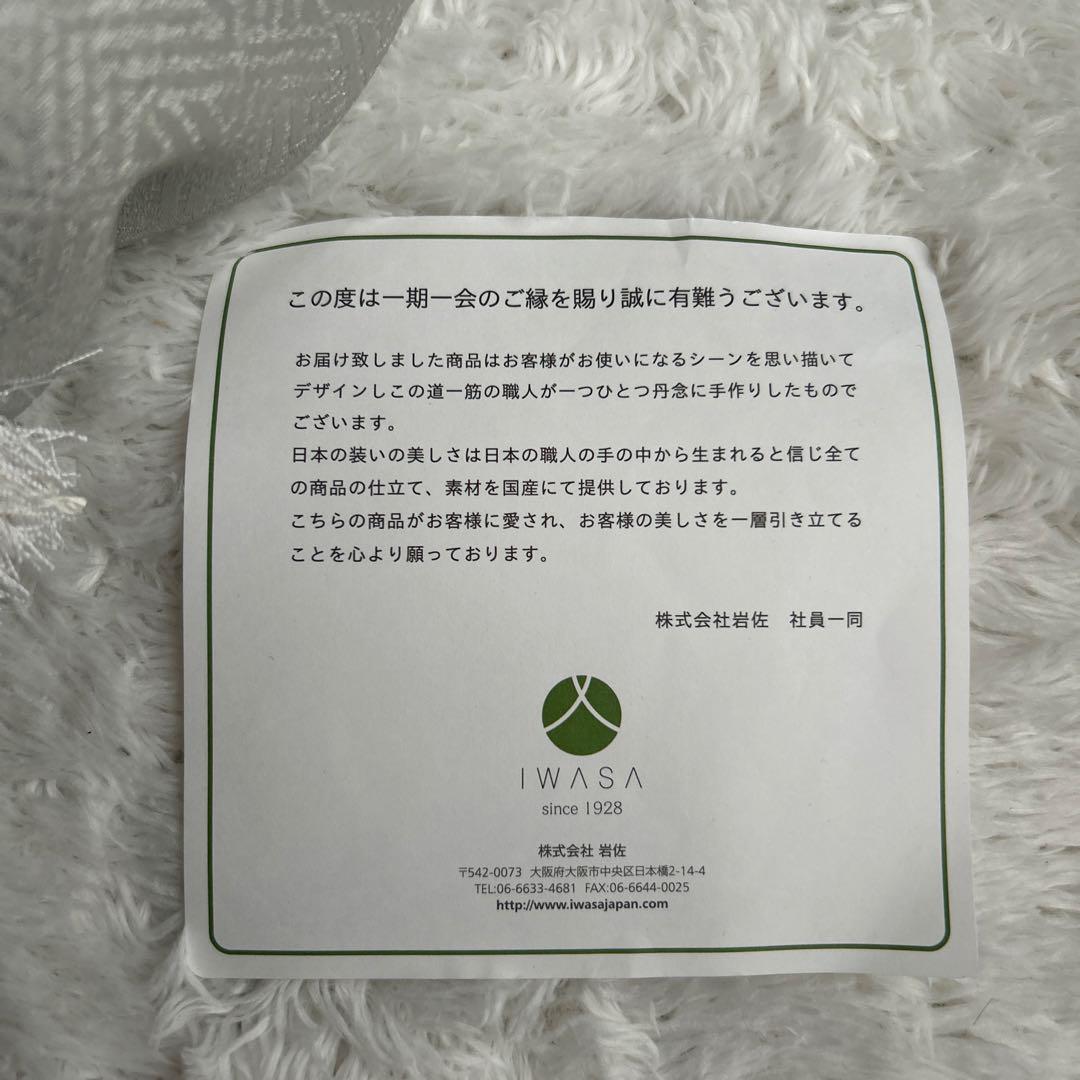 この度は一期一会のご縁を賜り誠に有難うございます。
お届け致しました商品はお客様がお使いになるシーンを思い描いて
デザインしこの道一筋の職人が一つひとつ丹念に手作りしたもので
ございます。
日本の装いの美しさは日本の職人の手の中から生まれると信じ全て
の商品の仕立て、素材を国産にて提供しております。
こちらの商品がお客様に愛され、お客様の美しさを一層引き立てる
ことを心より願っております。
株式会社岩佐　社員一同
IWASA
since 1928
株式会社 岩佐
〒542-0073 大阪府大阪市中央区日本橋2-14-4
TEL:06-6633-4681 FAX:06-6644-0025
http://www.iwasajapan.com